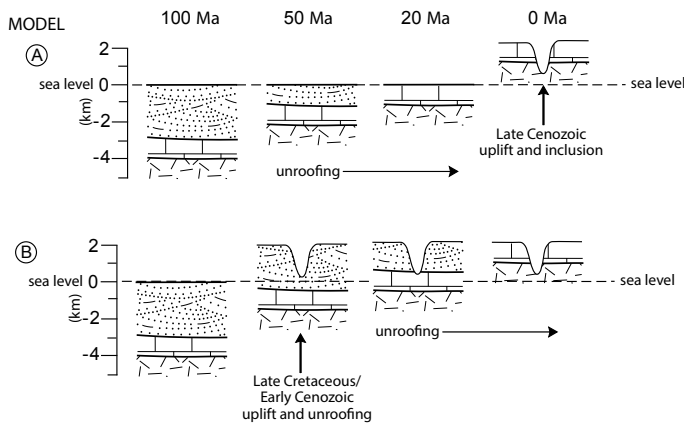 MODEL
100 Ma
50 Ma
20 Ma
0 Ma
A
2
sea level 0
(km)
-2
-4
sea level
Late Cenozoic
uplift and inclusion
unroofing
B
2
sea level 0
(km)
-2
-4
sea level
unroofing
Late Cretaceous/
Early Cenozoic
uplift and unroofing